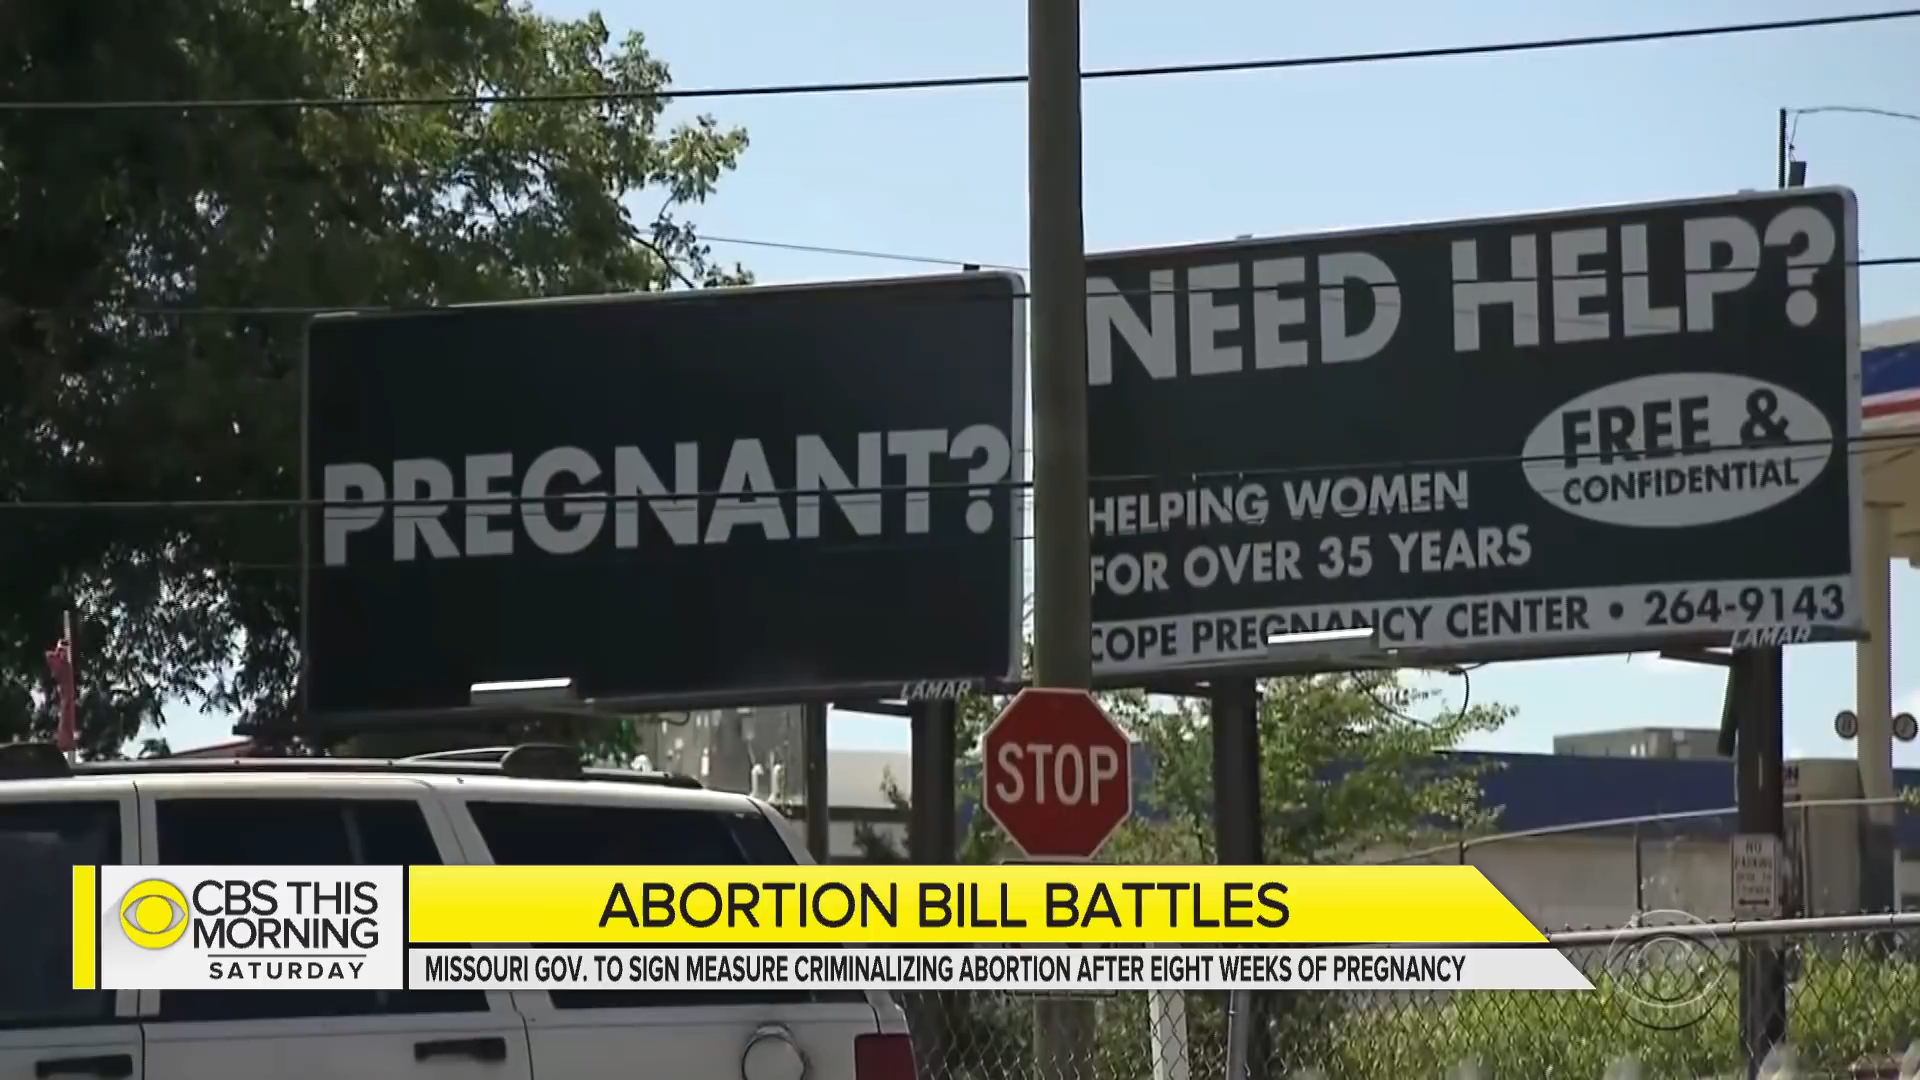 PREGNANT?
NEED HELP?
FREE &
CONFIDENTIAL
HELPING WOMEN
FOR OVER 35 YEARS
COPE PREGNANCY CENTER • 264-9143
LAMAR
LAMAR
STOP
NO
PARKING
CBS THIS
MORNING
SATURDAY
ABORTION BILL BATTLES
MISSOURI GOV. TO SIGN MEASURE CRIMINALIZING ABORTION AFTER EIGHT WEEKS OF PREGNANCY